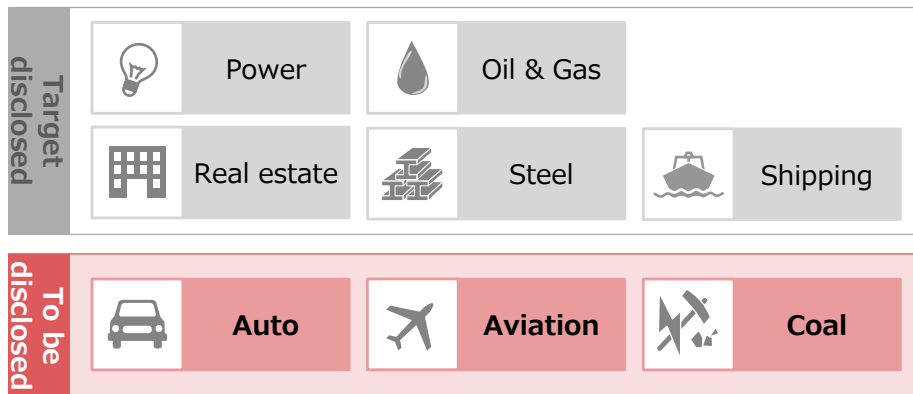 Target
disclosed
Power
Oil & Gas
Real estate
Steel
Shipping
To be
disclosed
Auto
Aviation
Coal